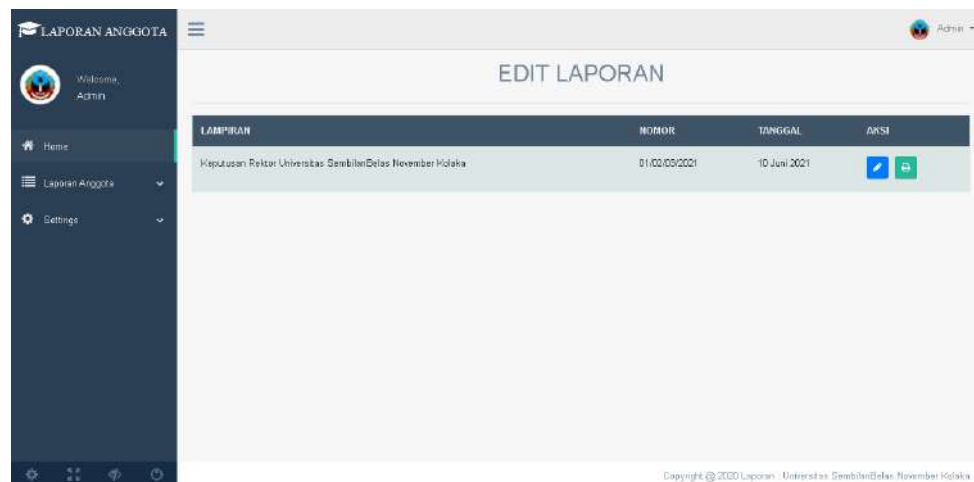 LAPORAN ANGGOTA
Admin
Welcome,
Admin
EDIT LAPORAN
Home
Laporan Anggota
Settings
LAMPIRAN NOMOR TANGGAL AKSI
Keputusan Rektor Universitas SembilanBelas November Kolaka 01/02/03/2021 10 Juni 2021
Copyright @ 2020 Laporan - Universitas SembilanBelas November Kolaka